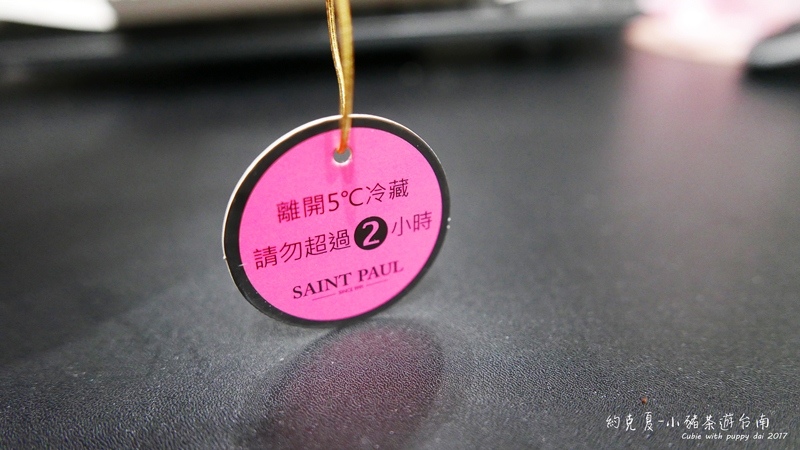 離開5℃冷藏
請勿超過2小時
SAINT PAUL
約克夏-小豬茶遊台南
Cubie with puppy dai 2017